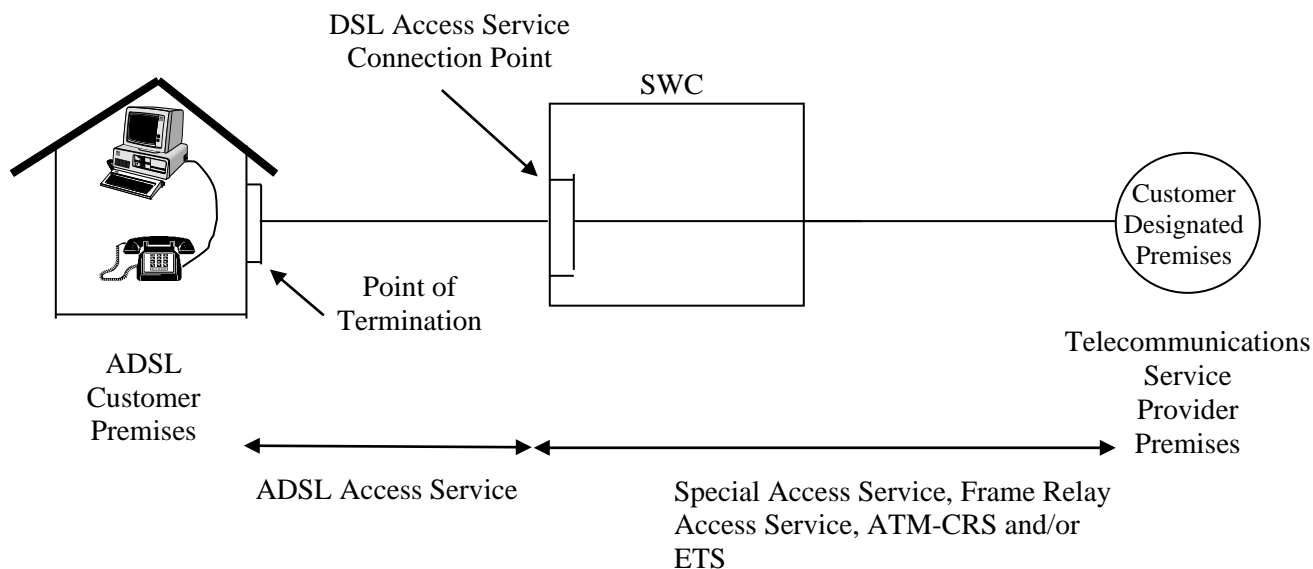 DSL Access Service
Connection Point
SWC
Customer
Designated
Premises
Point of
Termination
ADSL
Customer
Premises
Telecommunications
Service
Provider
Premises
ADSL Access Service
Special Access Service, Frame Relay
Access Service, ATM-CRS and/or
ETS